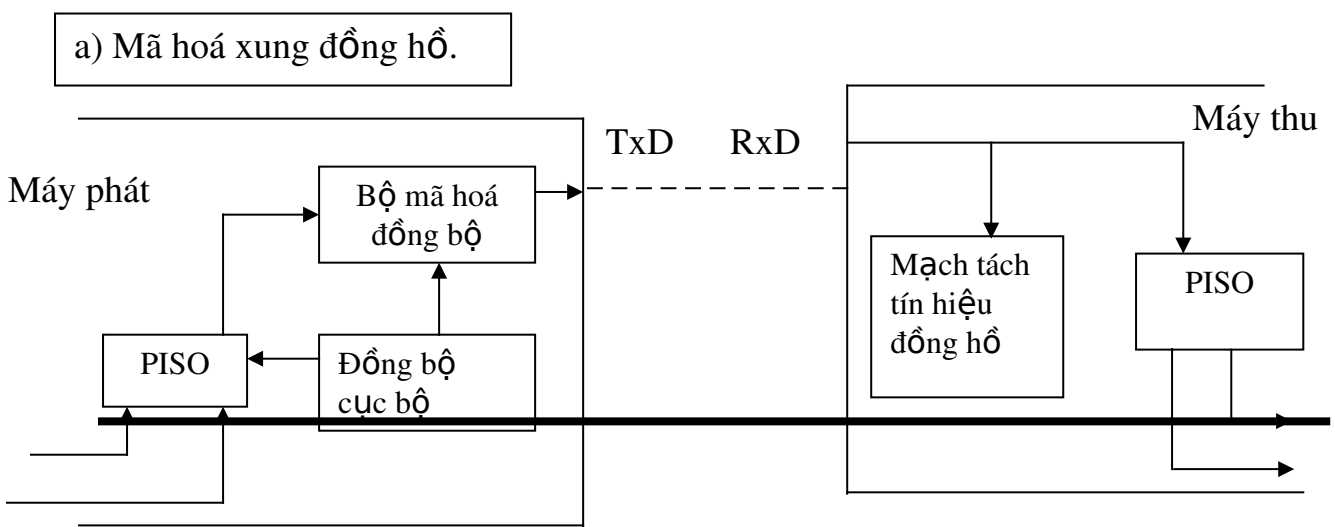 a) Mã hoá xung đồng hồ.
TxD RxD
Máy thu
Máy phát
Bộ mã hoá
đồng bộ
Mạch tách
tín hiệu
đồng hồ
PISO
PISO
Đồng bộ
cục bộ